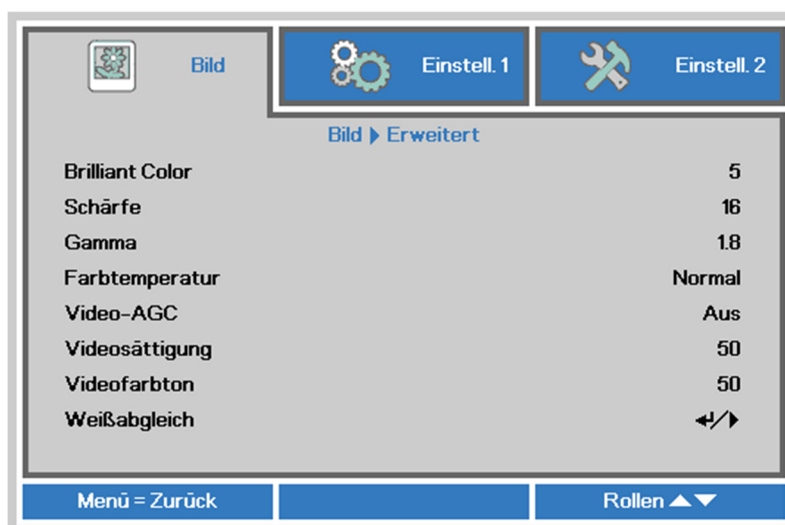 Bild Einstell. 1 Einstell. 2
Bild ▶ Erweitert
Brilliant Color 5
Schärfe 16
Gamma 1.8
Farbtemperatur Normal
Video-AGC Aus
Videosättigung 50
Videofarbton 50
Weißabgleich ↵/▶
Menü = Zurück Rollen ▲▼